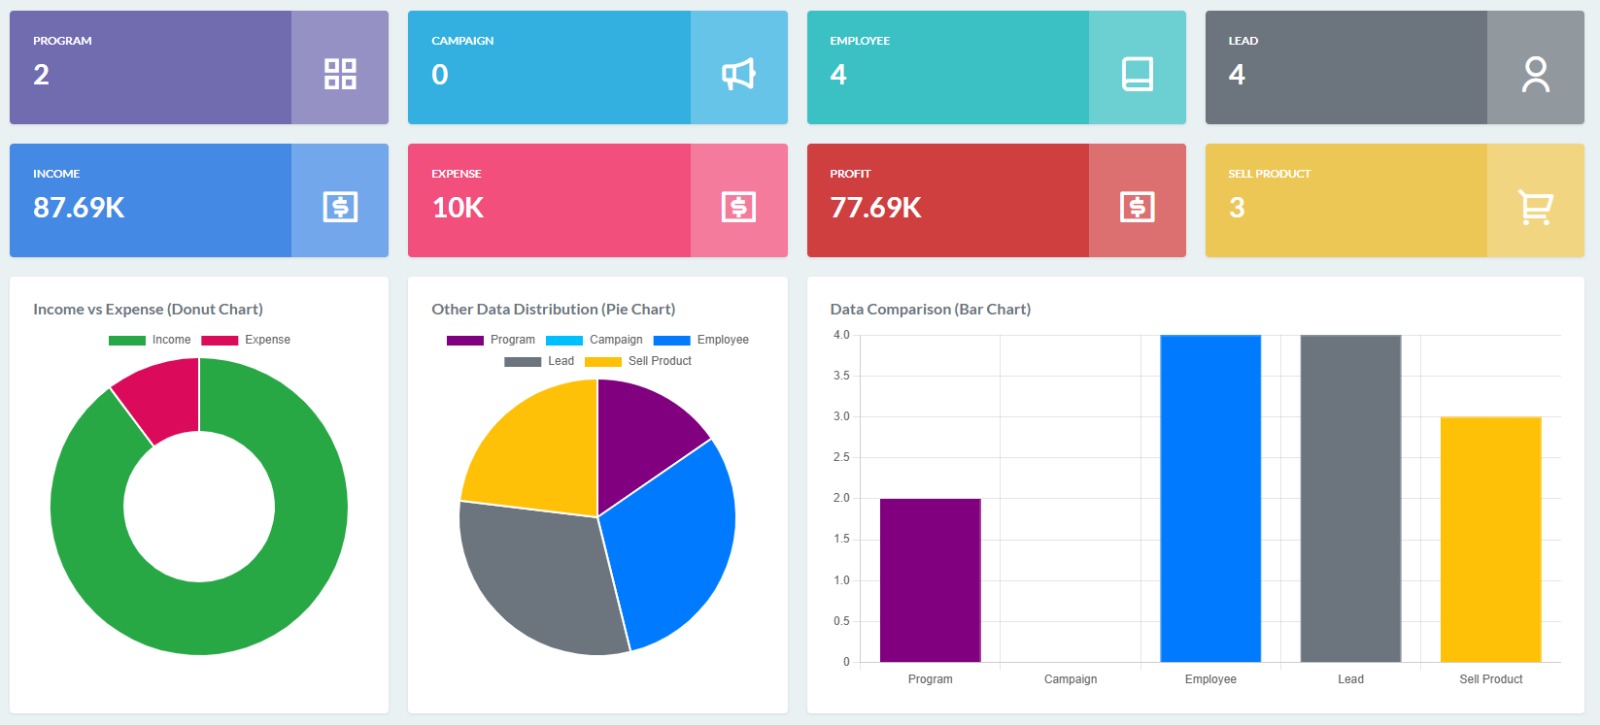 PROGRAM
2
CAMPAIGN
0
EMPLOYEE
4
LEAD
4
INCOME
87.69K
EXPENSE
10K
PROFIT
77.69K
SELL PRODUCT
3
Income vs Expense (Donut Chart)
Income Expense
Other Data Distribution (Pie Chart)
Program Campaign Employee
Lead Sell Product
Data Comparison (Bar Chart)
4.0
3.5
3.0
2.5
2.0
1.5
1.0
0.5
0
Program Campaign Employee Lead Sell Product